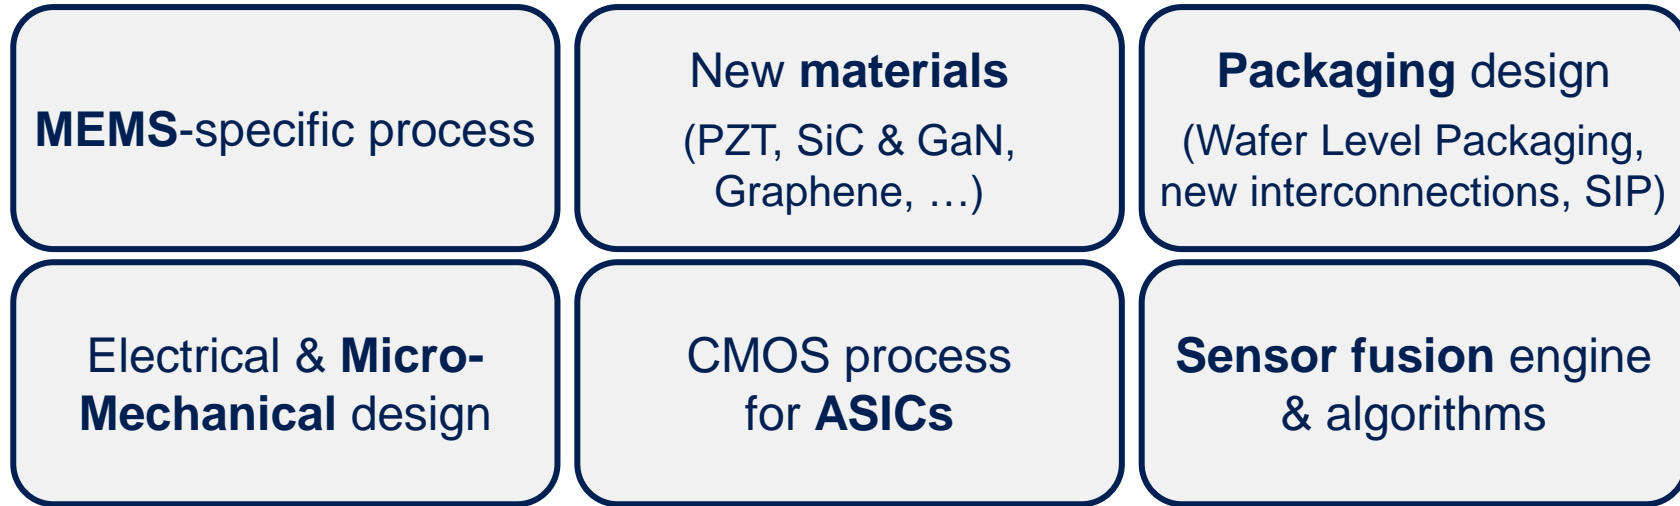 MEMS-specific process
New materials
(PZT, SiC & GaN,
Graphene, …)
Packaging design
(Wafer Level Packaging,
new interconnections, SIP)
Electrical & Micro-
Mechanical design
CMOS process
for ASICs
Sensor fusion engine
& algorithms